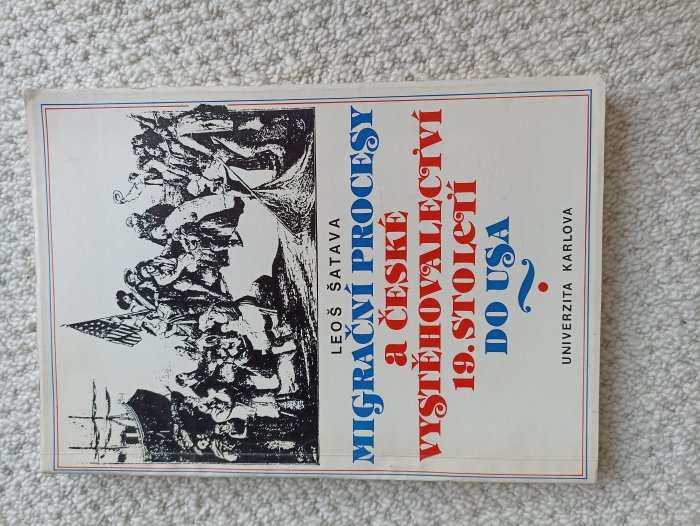 LEOŠ ŠATAVA
MIGRAČNÍ PROCESY
a ČESKÉ
VYSTĚHOVALECTVÍ
19. STOLETÍ
DO USA
UNIVERZITA KARLOVA